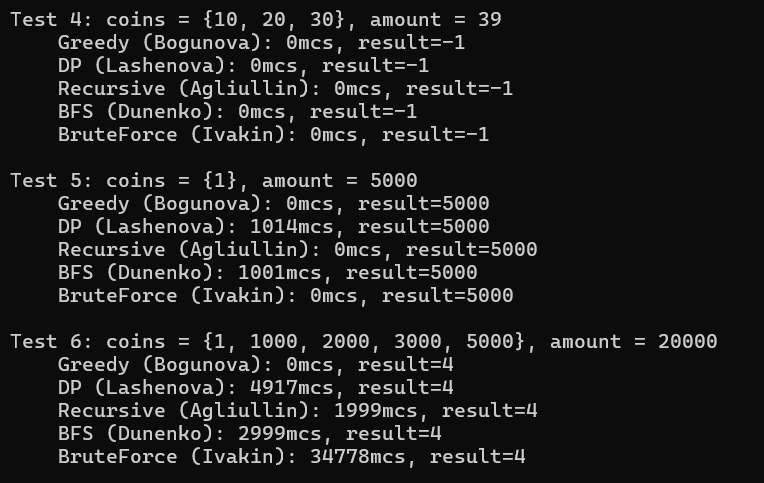 Test 4: coins = {10, 20, 30}, amount = 39
Greedy (Bogunova): 0mcs, result=-1
DP (Lashenova): 0mcs, result=-1
Recursive (Agliullin): 0mcs, result=-1
BFS (Dunenko): 0mcs, result=-1
BruteForce (Ivakin): 0mcs, result=-1
Test 5: coins = {1}, amount = 5000
Greedy (Bogunova): 0mcs, result=5000
DP (Lashenova): 1014mcs, result=5000
Recursive (Agliullin): 0mcs, result=5000
BFS (Dunenko): 1001mcs, result=5000
BruteForce (Ivakin): 0mcs, result=5000
Test 6: coins = {1, 1000, 2000, 3000, 5000}, amount = 20000
Greedy (Bogunova): 0mcs, result=4
DP (Lashenova): 4917mcs, result=4
Recursive (Agliullin): 1999mcs, result=4
BFS (Dunenko): 2999mcs, result=4
BruteForce (Ivakin): 34778mcs, result=4